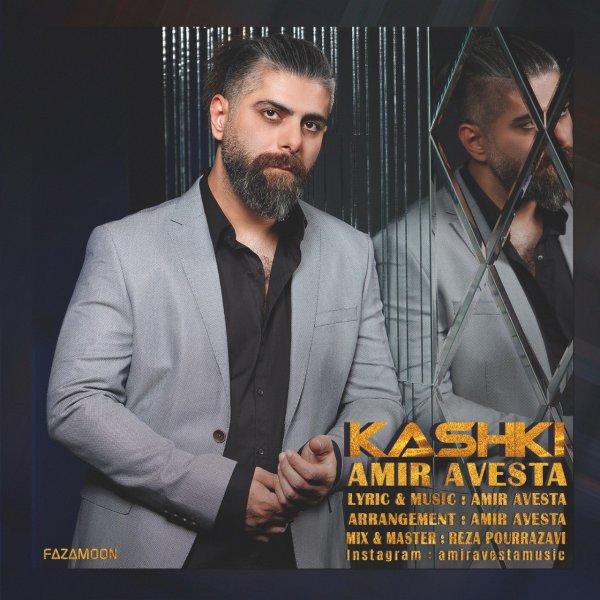 KASHKI
AMIR AVESTA
LYRIC & MUSIC : AMIR AVESTA
ARRANGEMENT : AMIR AVESTA
MIX & MASTER : REZA POURRAZAVI
Instagram : amiravestamusic
FAZAMOON